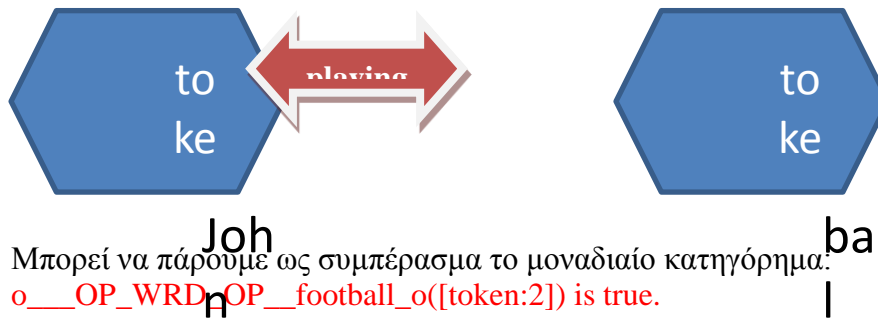 to
ke
playing
to
ke
Joh
n
ba
l
Μπορεί να πάρουμε ως συμπέρασμα το μοναδιαίο κατηγόρημα:
o___OP_WRD_OP__football_o([token:2]) is true.